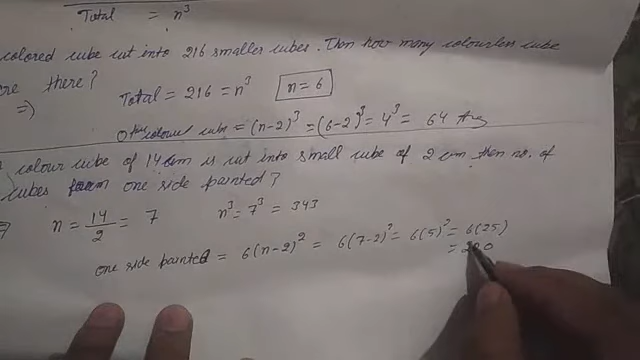 Total = n³
colored cube cut into 216 smaller cubes. Then how many colourless cube
are there?
=> Total = 216 = n³ n = 6
coloured cube = (n-2)³ = (6-2)³ = 4³ = 64 Ans
colour cube of 14 cm is cut into small cube of 2 cm then no. of
cubes from one side painted?
n = 14/2 = 7 n³ = 7³ = 343
one side painted = 6(n-2)² = 6(7-2)² = 6(5)² = 6(25)
=